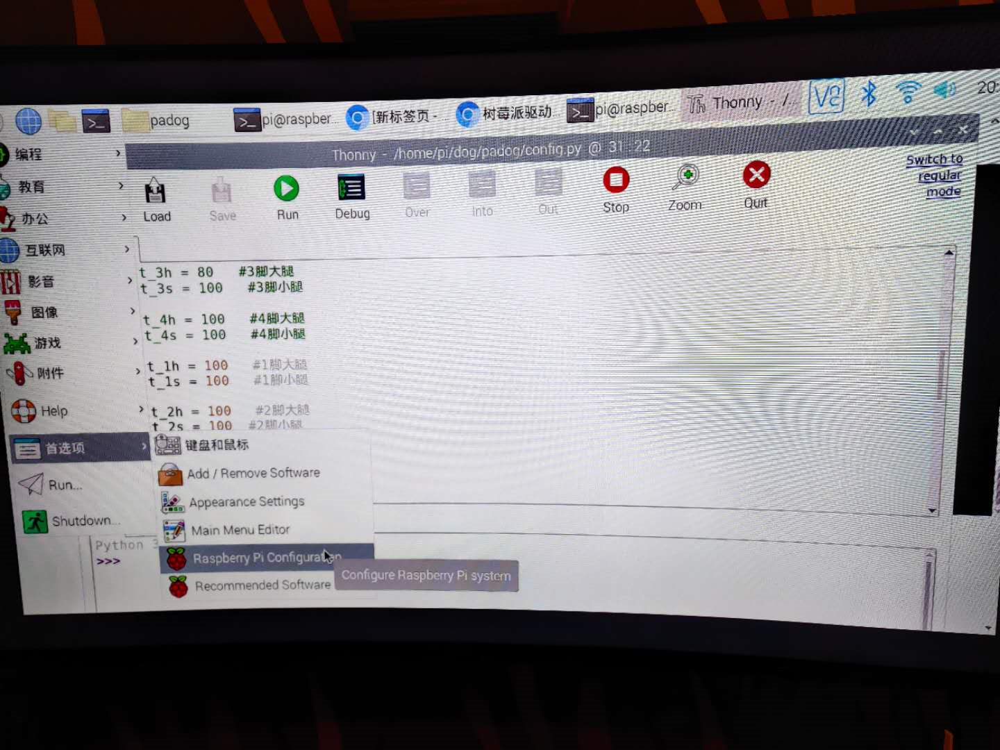 padog
pi@raspber...
[新标签页 - ...
树莓派驱动...
pi@raspber...
Thonny - /...
20:
Thonny - /home/pi/dog/padog/config.py @ 31 : 22
Switch to
regular
mode
Load
Save
Run
Debug
Over
Into
Out
Stop
Zoom
Quit
编程
教育
办公
互联网
影音
图像
游戏
附件
Help
首选项
Run...
Shutdown...
t_3h = 80 #3脚大腿
t_3s = 100 #3脚小腿
t_4h = 100 #4脚大腿
t_4s = 100 #4脚小腿
t_1h = 100 #1脚大腿
t_1s = 100 #1脚小腿
t_2h = 100 #2脚大腿
t_2s = 100 #2脚小腿
键盘和鼠标
Add / Remove Software
Appearance Settings
Main Menu Editor
Raspberry Pi Configuration
Recommended Software
Configure Raspberry Pi system
Python 3
>>>